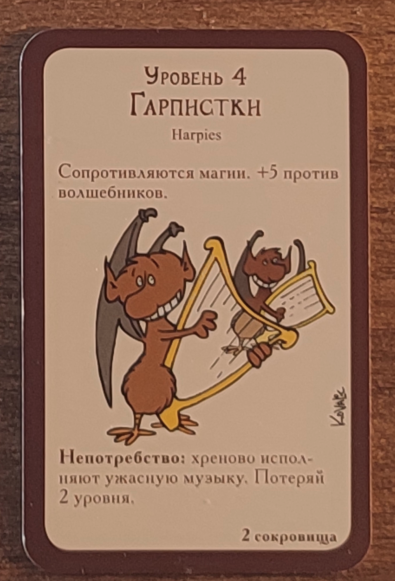 Уровень 4
Гарпистки
Harpies
Сопротивляются магии. +5 против
волшебников.
Kovalic
Непотребство: хреново испол-
няют ужасную музыку. Потеряй
2 уровня.
2 сокровища